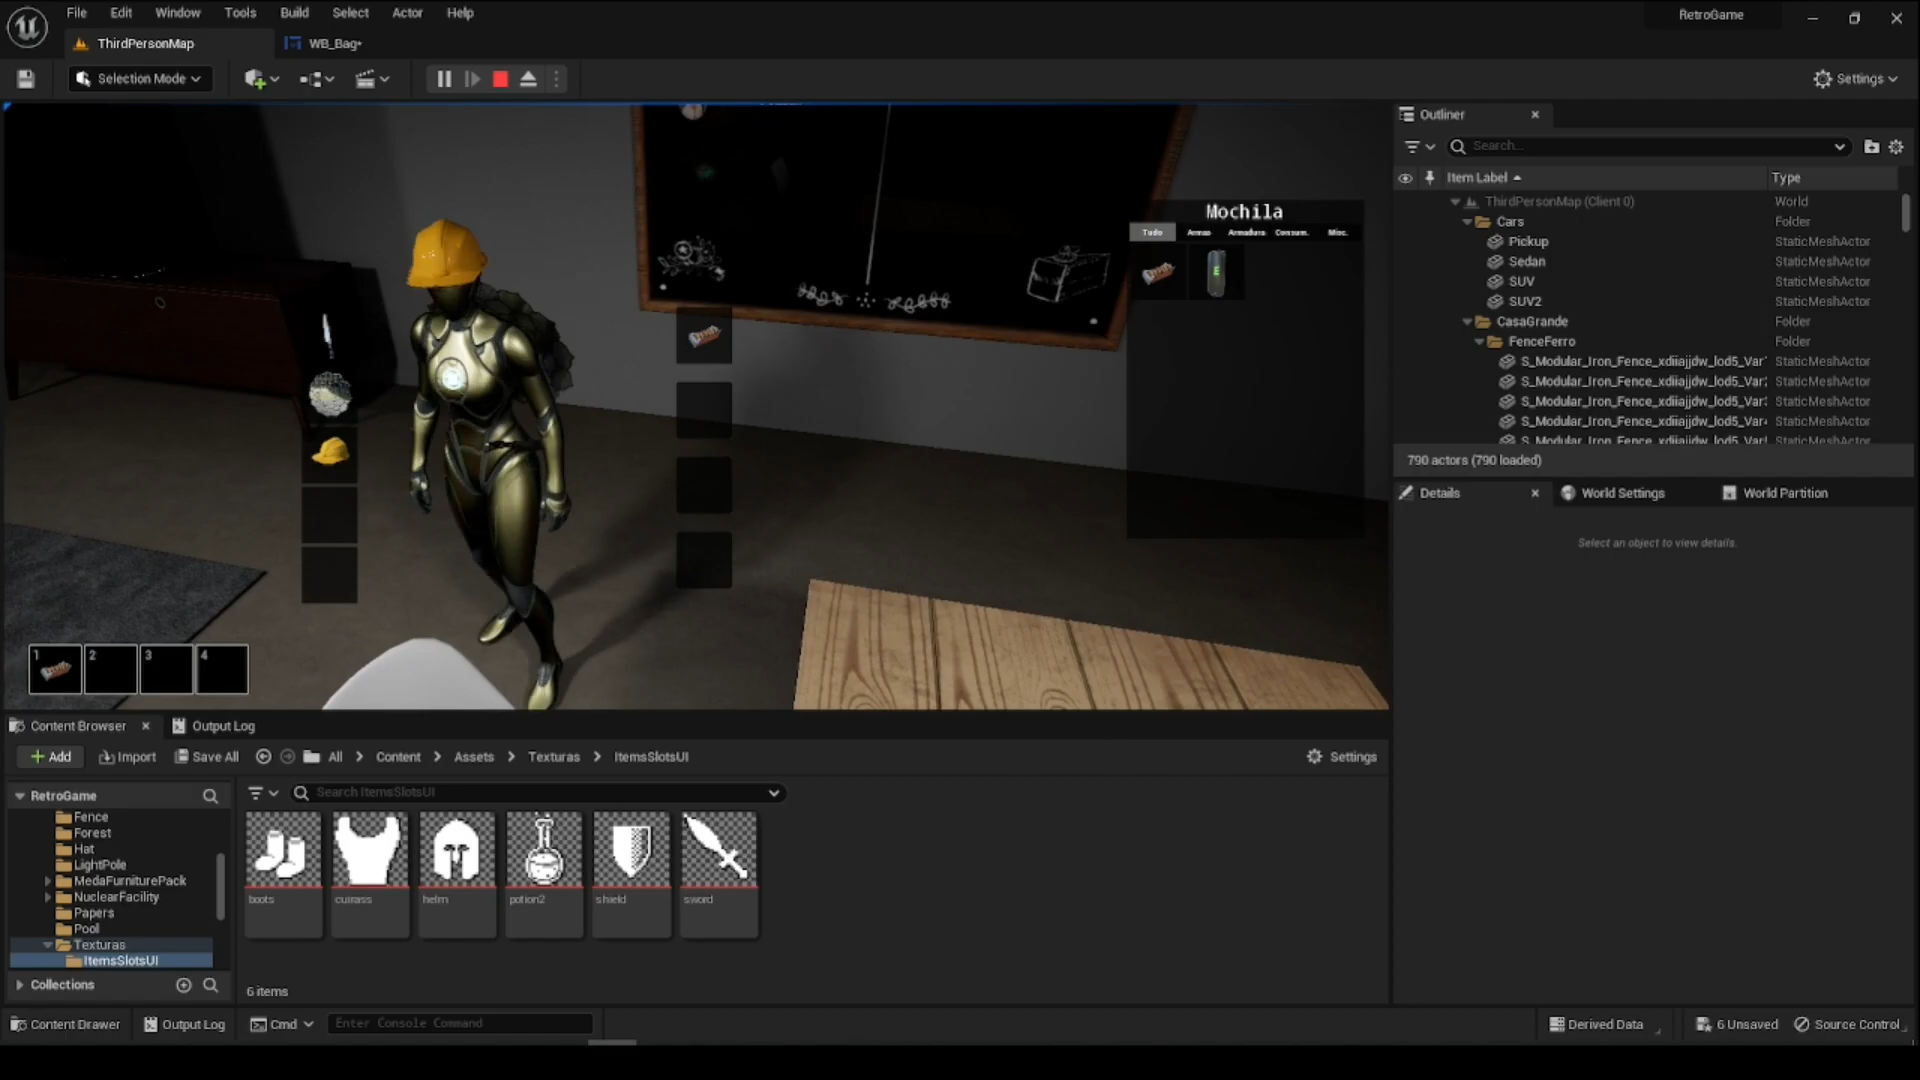 File Edit Window Tools Build Select Actor Help
RetroGame
ThirdPersonMap
WB_Bag*
Selection Mode
Settings
Outliner
Search...
Item Label
Type
ThirdPersonMap (Client 0) World
Cars Folder
Pickup StaticMeshActor
Sedan StaticMeshActor
SUV StaticMeshActor
SUV2 StaticMeshActor
CasaGrande Folder
FenceFerro Folder
S_Modular_Iron_Fence_xdiiajjdw_lod5_Var StaticMeshActor
S_Modular_Iron_Fence_xdiiajjdw_lod5_Var StaticMeshActor
S_Modular_Iron_Fence_xdiiajjdw_lod5_Var StaticMeshActor
S_Modular_Iron_Fence_xdiiajjdw_lod5_Var StaticMeshActor
S_Modular_Iron_Fence_xdiiajjdw_lod5_Var StaticMeshActor
790 actors (790 loaded)
Details
World Settings
World Partition
Select an object to view details.
Mochila
Tudo Armas Armadura Consum. Misc.
E
1 2 3 4
Content Browser
Output Log
Add
Import
Save All
All > Content > Assets > Texturas > ItemsSlotsUI
Settings
RetroGame
Search ItemsSlotsUI
Fence
Forest
Hat
LightPole
MedaFurniturePack
NuclearFacility
Papers
Pool
Texturas
ItemsSlotsUI
Collections
boots
cuirass
helm
potion2
shield
sword
6 items
Content Drawer
Output Log
Cmd
Enter Console Command
Derived Data
6 Unsaved
Source Control